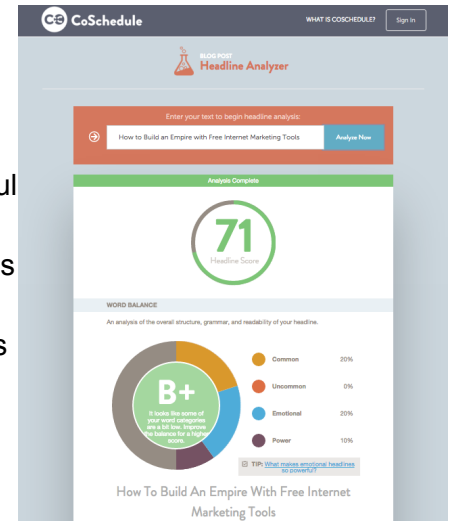 CoSchedule
WHAT IS COSCHEDULE?
Sign In
BLOG POST
Headline Analyzer
Enter your text to begin headline analysis:
How to Build an Empire with Free Internet Marketing Tools
Analyze Now
Analysis Complete
71
Headline Score
WORD BALANCE
An analysis of the overall structure, grammar, and readability of your headline.
B+
It looks like some of
your word categories
are a bit low. Improve
the balance for a higher
score.
Common 20%
Uncommon 0%
Emotional 20%
Power 10%
TIP: What makes emotional headlines
so powerful?
How To Build An Empire With Free Internet
Marketing Tools
ul
s
s